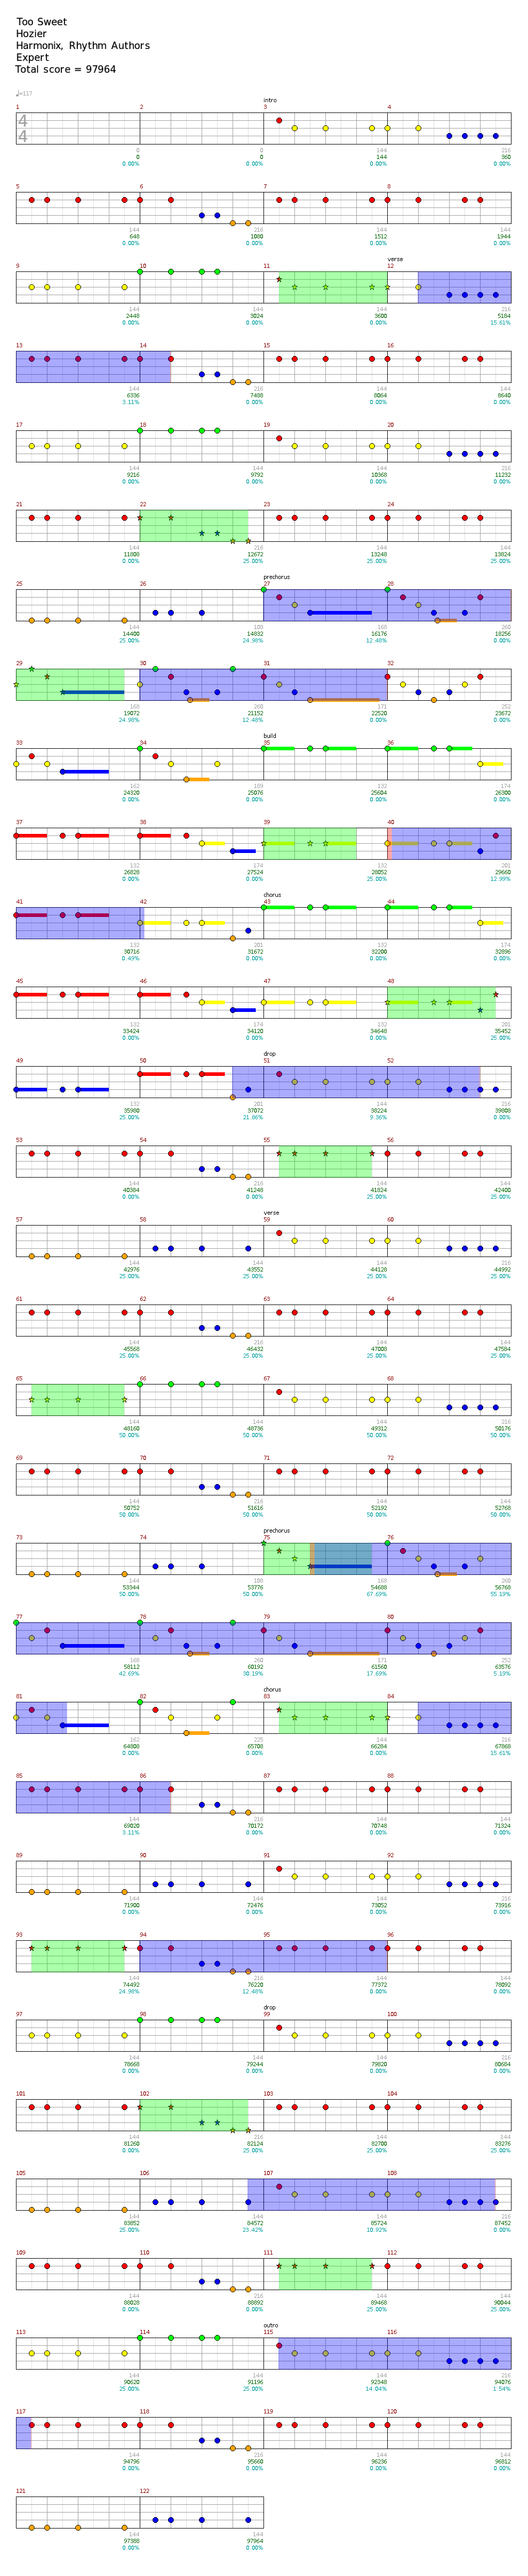 Too Sweet
Hozier
Harmonix, Rhythm Authors
Expert
Total score = 97964
♩=117
intro
1 2 3 4
4
4
0 0 144 216
0 0 144 360
0.00% 0.00% 0.00% 0.00%
5 6 7 8
144 216 144 144
648 1080 1512 1944
0.00% 0.00% 0.00% 0.00%
verse
9 10 11 12
144 144 144 216
2448 3024 3600 5184
0.00% 0.00% 0.00% 15.61%
13 14 15 16
144 216 144 144
6336 7488 8064 8640
3.11% 0.00% 0.00% 0.00%
17 18 19 20
144 144 144 216
9216 9792 10368 11232
0.00% 0.00% 0.00% 0.00%
21 22 23 24
144 216 144 144
11808 12672 13248 13824
0.00% 25.00% 25.00% 25.00%
prechorus
25 26 27 28
144 108 168 260
14400 14832 16176 18256
25.00% 24.98% 12.48% 0.00%
29 30 31 32
168 260 171 252
19072 21152 22520 23672
24.98% 12.48% 0.00% 0.00%
build
33 34 35 36
162 189 132 174
24320 25076 25604 26300
0.00% 0.00% 0.00% 0.00%
37 38 39 40
132 174 132 201
26828 27524 28052 29660
0.00% 0.00% 25.00% 12.99%
chorus
41 42 43 44
132 201 132 174
30716 31672 32200 32896
0.49% 0.00% 0.00% 0.00%
45 46 47 48
132 174 120 201
33424 34120 34648 35452
0.00% 0.00% 0.00% 25.00%
drop
49 50 51 52
132 201 144 216
35980 37072 38224 39808
25.00% 21.86% 9.36% 0.00%
53 54 55 56
144 216 144 144
40384 41248 41824 42400
0.00% 0.00% 25.00% 25.00%
verse
57 58 59 60
144 144 144 216
42976 43552 44128 44992
25.00% 25.00% 25.00% 25.00%
61 62 63 64
144 216 144 144
45568 46432 47008 47584
25.00% 25.00% 25.00% 25.00%
65 66 67 68
144 144 144 216
48160 48736 49312 50176
50.00% 50.00% 50.00% 50.00%
69 70 71 72
144 216 144 144
50752 51616 52192 52768
50.00% 50.00% 50.00% 50.00%
prechorus
73 74 75 76
144 108 168 260
53344 53776 54688 56768
50.00% 50.00% 67.69% 55.19%
77 78 79 80
168 260 171 252
58112 60192 61560 63576
42.69% 30.19% 17.69% 5.19%
chorus
81 82 83 84
162 225 144 216
64808 65708 66284 67868
0.00% 0.00% 25.00% 15.61%
85 86 87 88
144 216 144 144
69020 70172 70748 71324
3.11% 0.00% 0.00% 0.00%
89 90 91 92
144 144 144 216
71900 72476 73052 73916
0.00% 0.00% 0.00% 0.00%
93 94 95 96
144 216 144 144
74492 76220 77372 78092
24.98% 12.48% 0.00% 0.00%
drop
97 98 99 100
144 144 144 216
78668 79244 79820 80684
0.00% 0.00% 0.00% 0.00%
101 102 103 104
144 216 144 144
81260 82124 82700 83276
0.00% 25.00% 25.00% 25.00%
105 106 107 108
144 144 144 216
83852 84572 85724 87452
25.00% 23.42% 10.92% 0.00%
109 110 111 112
144 216 144 144
88028 88892 89468 90044
0.00% 0.00% 25.00% 25.00%
outro
113 114 115 116
144 144 144 216
90620 91196 92348 94076
25.00% 25.00% 14.04% 1.54%
117 118 119 120
144 216 144 144
94796 95660 96236 96812
0.00% 0.00% 0.00% 0.00%
121 122
144 144
97388 97964
0.00% 0.00%